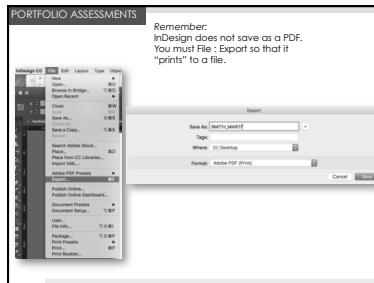 PORTFOLIO ASSESSMENTS
Remember:
InDesign does not save as a PDF.
You must File : Export so that it
“prints” to a file.
InDesign CC File Edit Layout Type Object
New
Open... ⌘O
Browse in Bridge... ⌥⌘O
Open Recent
Close ⌘W
Save ⌘S
Save As... ⇧⌘S
Check In...
Save a Copy... ⌥⌘S
Revert
Search Adobe Stock...
Place... ⌘D
Place from CC Libraries...
Import XML...
Adobe PDF Presets
Export... ⌘E
Publish Online...
Publish Online Dashboard...
Document Presets
Document Setup... ⌥⌘P
User...
File Info... ⌥⇧⌘I
Package... ⌥⇧⌘P
Print Presets
Print... ⌘P
Print Booklet...
Export
Save As: SMITH_MARY
Tags:
Where: Desktop
Format: Adobe PDF (Print)
Cancel Save